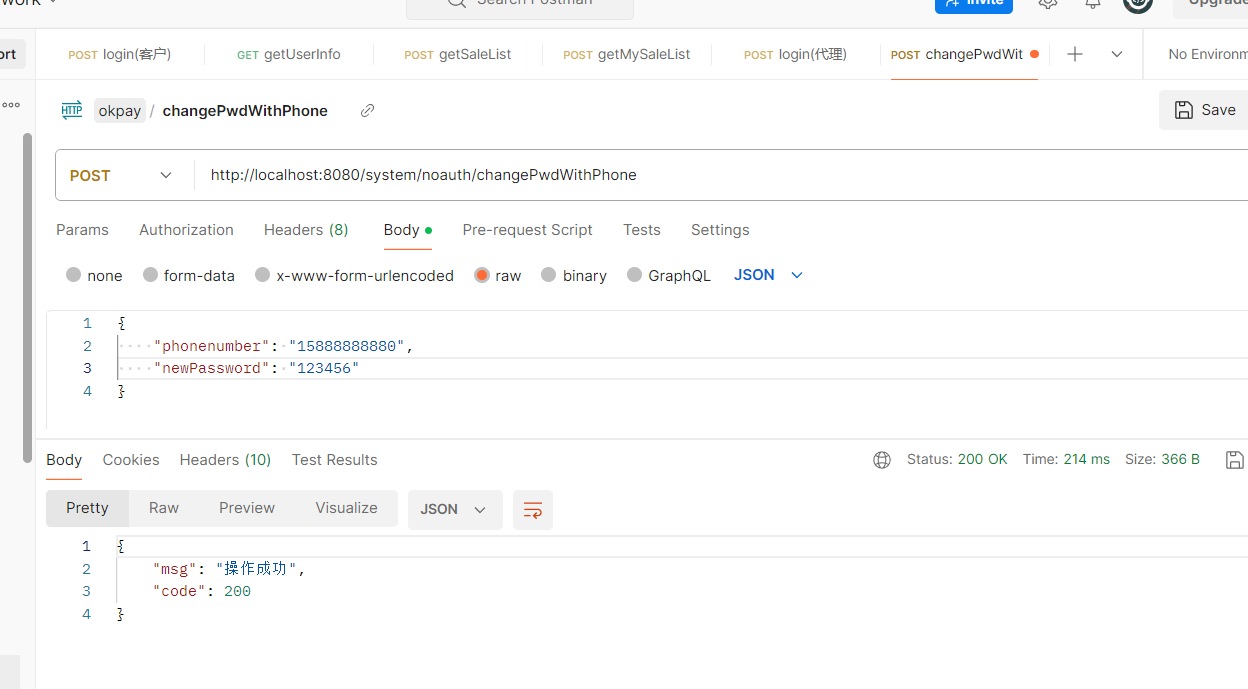 Search Postman
Invite
Upgrade
POST login(客户) GET getUserInfo POST getSaleList POST getMySaleList POST login(代理) POST changePwdWit No Environm
okpay / changePwdWithPhone
Save
POST http://localhost:8080/system/noauth/changePwdWithPhone
Params Authorization Headers (8) Body Pre-request Script Tests Settings
none form-data x-www-form-urlencoded raw binary GraphQL JSON
1 {
2 "phonenumber": "15888888880",
3 "newPassword": "123456"
4 }
Body Cookies Headers (10) Test Results Status: 200 OK Time: 214 ms Size: 366 B
Pretty Raw Preview Visualize JSON
1 {
2 "msg": "操作成功",
3 "code": 200
4 }